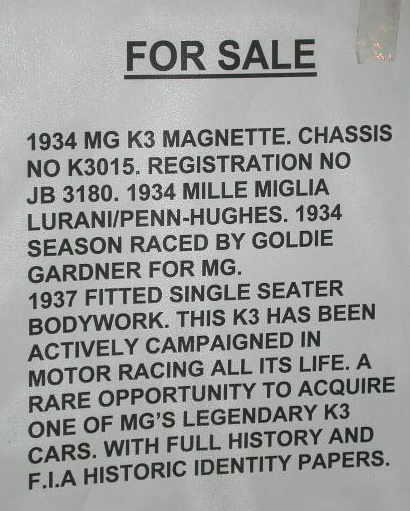 FOR SALE
1934 MG K3 MAGNETTE. CHASSIS
NO K3015. REGISTRATION NO
JB 3180. 1934 MILLE MIGLIA
LURANI/PENN-HUGHES. 1934
SEASON RACED BY GOLDIE
GARDNER FOR MG.
1937 FITTED SINGLE SEATER
BODYWORK. THIS K3 HAS BEEN
ACTIVELY CAMPAIGNED IN
MOTOR RACING ALL ITS LIFE. A
RARE OPPORTUNITY TO ACQUIRE
ONE OF MG'S LEGENDARY K3
CARS. WITH FULL HISTORY AND
F.I.A HISTORIC IDENTITY PAPERS.